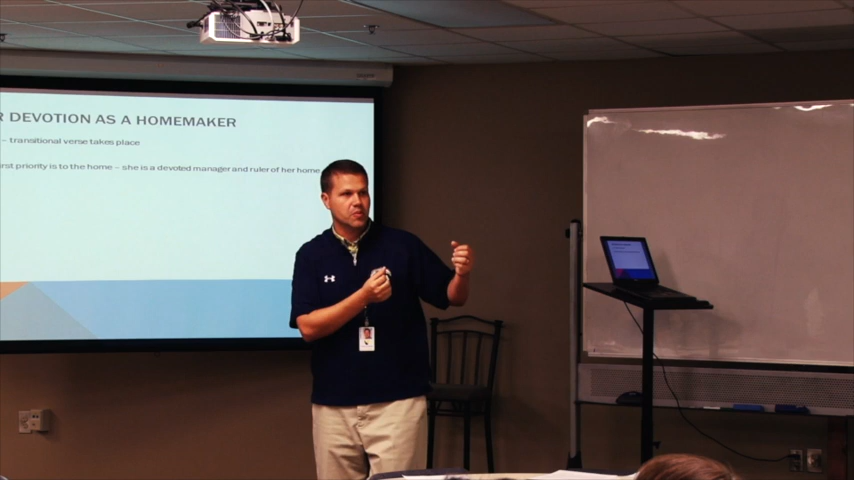 R DEVOTION AS A HOMEMAKER
– transitional verse takes place
irst priority is to the home – she is a devoted manager and ruler of her home